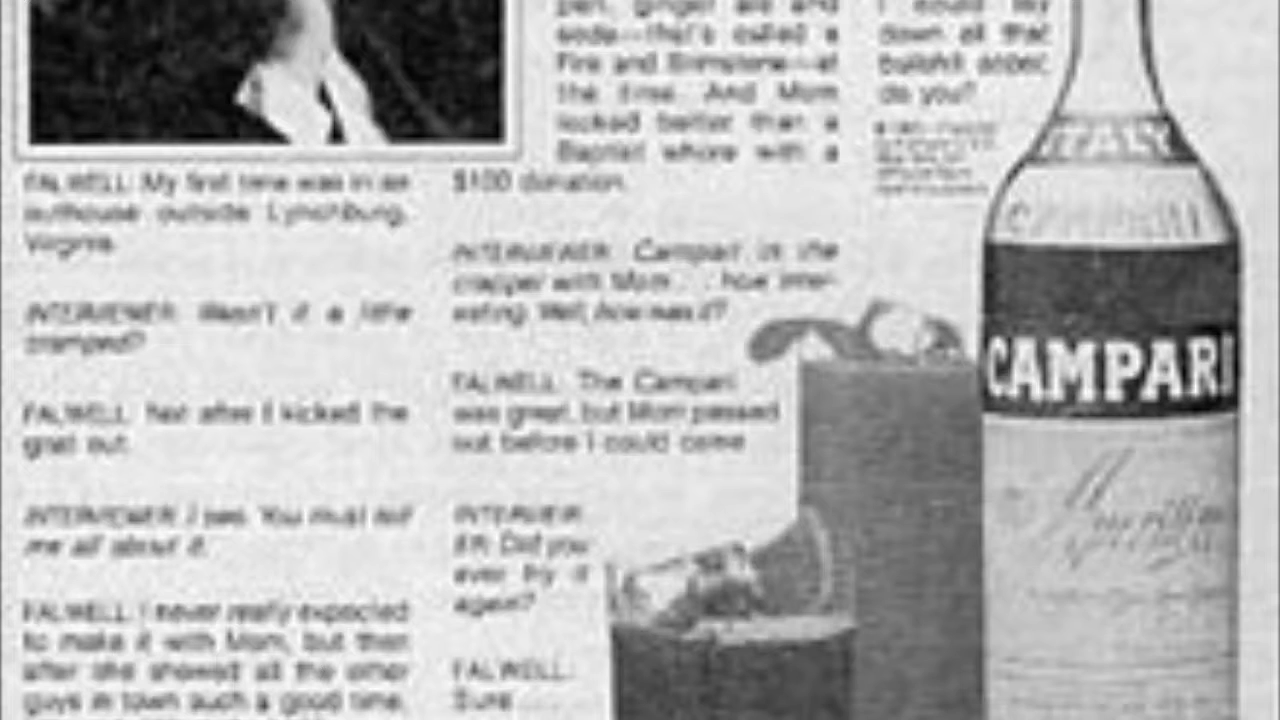 FALWELL: My first time was in an
outhouse outside Lynchburg,
Virginia.
INTERVIEWER: Wasn't it a little
cramped?
FALWELL: Not after I kicked the
goat out.
INTERVIEWER: I see. You must tell
me all about it.
FALWELL: I never really expected
to make it with Mom, but then
after she showed all the other
guys in town such a good time,
ginger ale and
soda—that's called a
Fire and Brimstone—at
the time. And Mom
looked better than a
Baptist whore with a
$100 donation.
INTERVIEWER: Campari in the
crapper with Mom . . . how inter-
esting. Well, how was it?
FALWELL: The Campari
was great, but Mom passed
out before I could come.
INTERVIEW-
ER: Did you
ever try it
again?
FALWELL:
Sure . . .
I could lay
down all that
bullshit sober,
do you?
ITALY
CAMPARI
CAMPARI